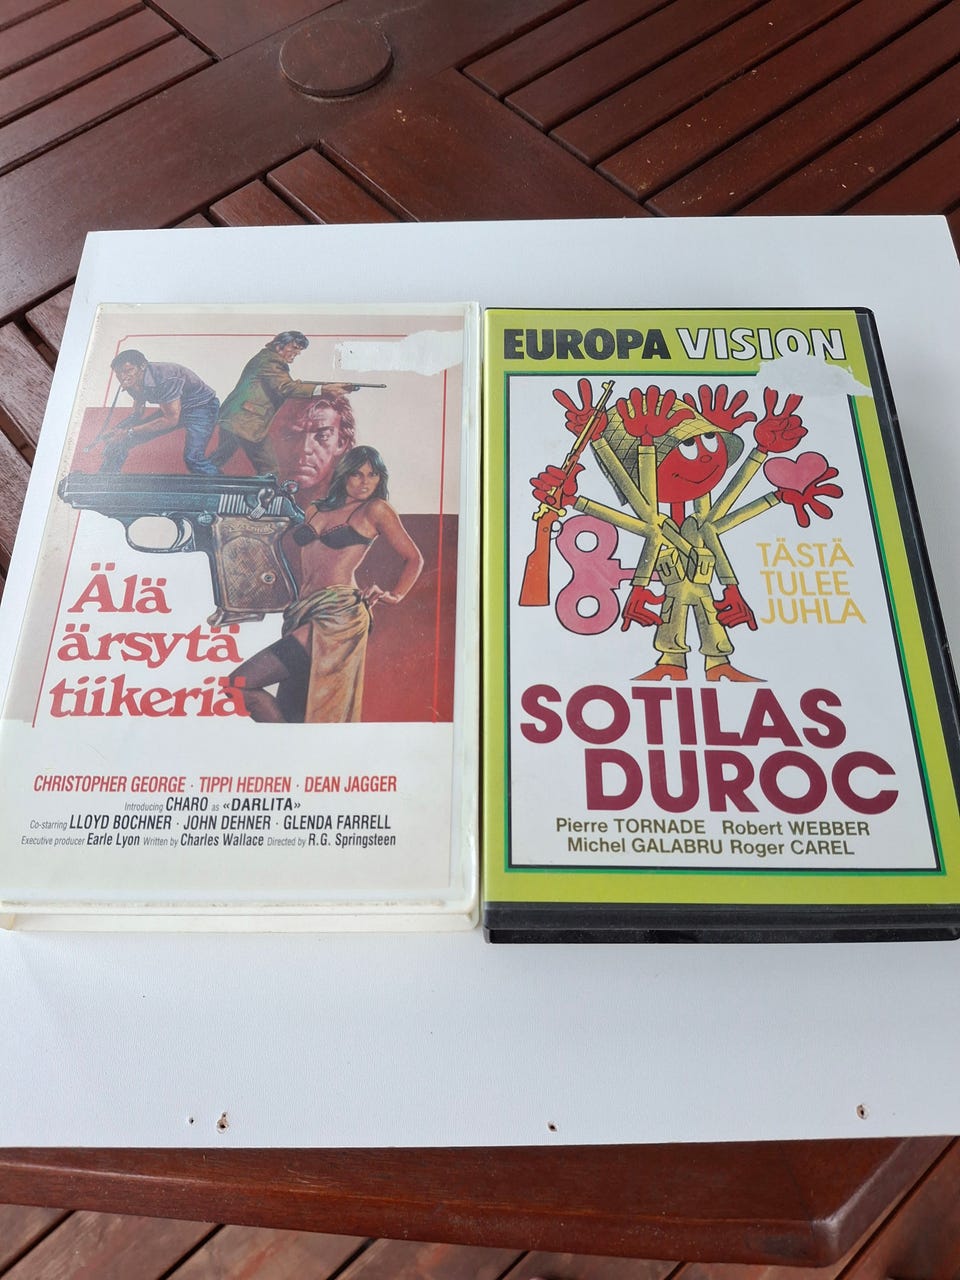 Älä
ärsytä
tiikeriä
CHRISTOPHER GEORGE · TIPPI HEDREN · DEAN JAGGER
Introducing CHARO as «DARLITA»
Co-starring LLOYD BOCHNER · JOHN DEHNER · GLENDA FARRELL
Executive producer Earle Lyon Written by Charles Wallace Directed by R.G. Springsteen
EUROPA VISION
TÄSTÄ
TULEE
JUHLA
SOTILAS
DUROC
Pierre TORNADE Robert WEBBER
Michel GALABRU Roger CAREL